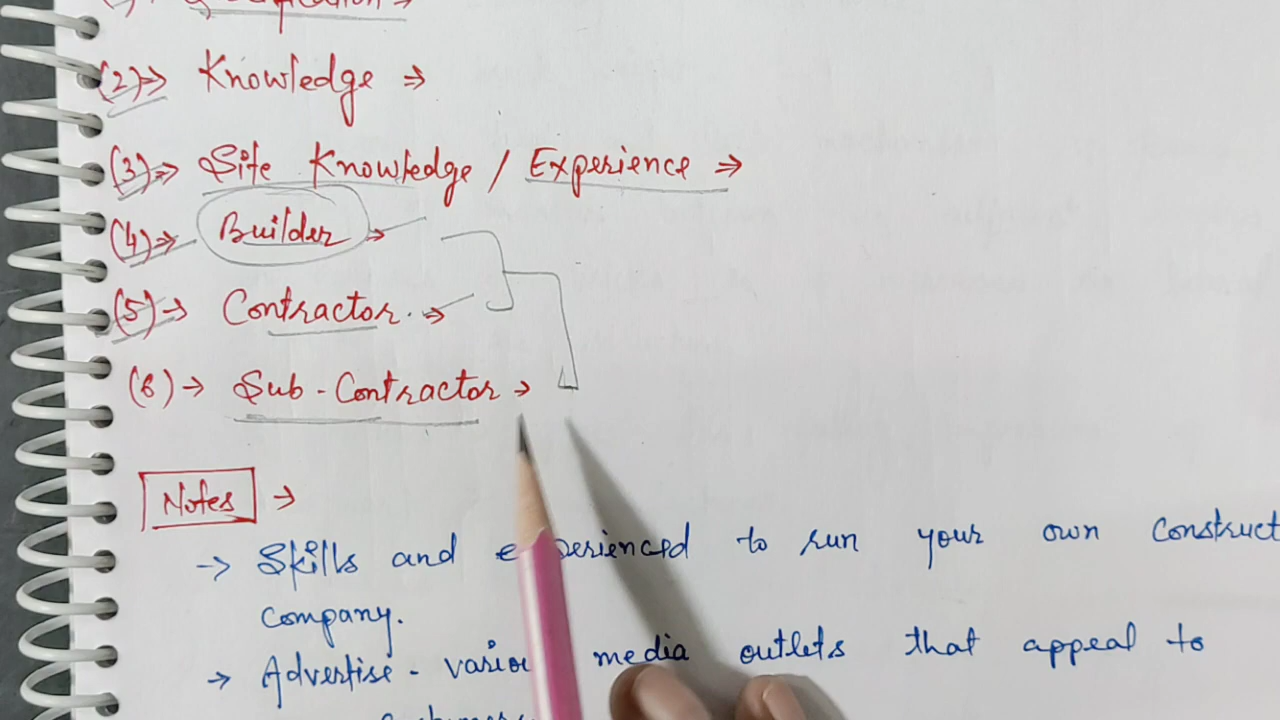 (2)→ Knowledge ⇒
(3)→ Site Knowledge / Experience ⇒
(4)→ Builder →
(5)→ Contractor. →
(6)→ Sub-Contractor →
Notes →
→ Skills and experienced to run your own Construct
company.
→ Advertise - variou media outlets that appeal to